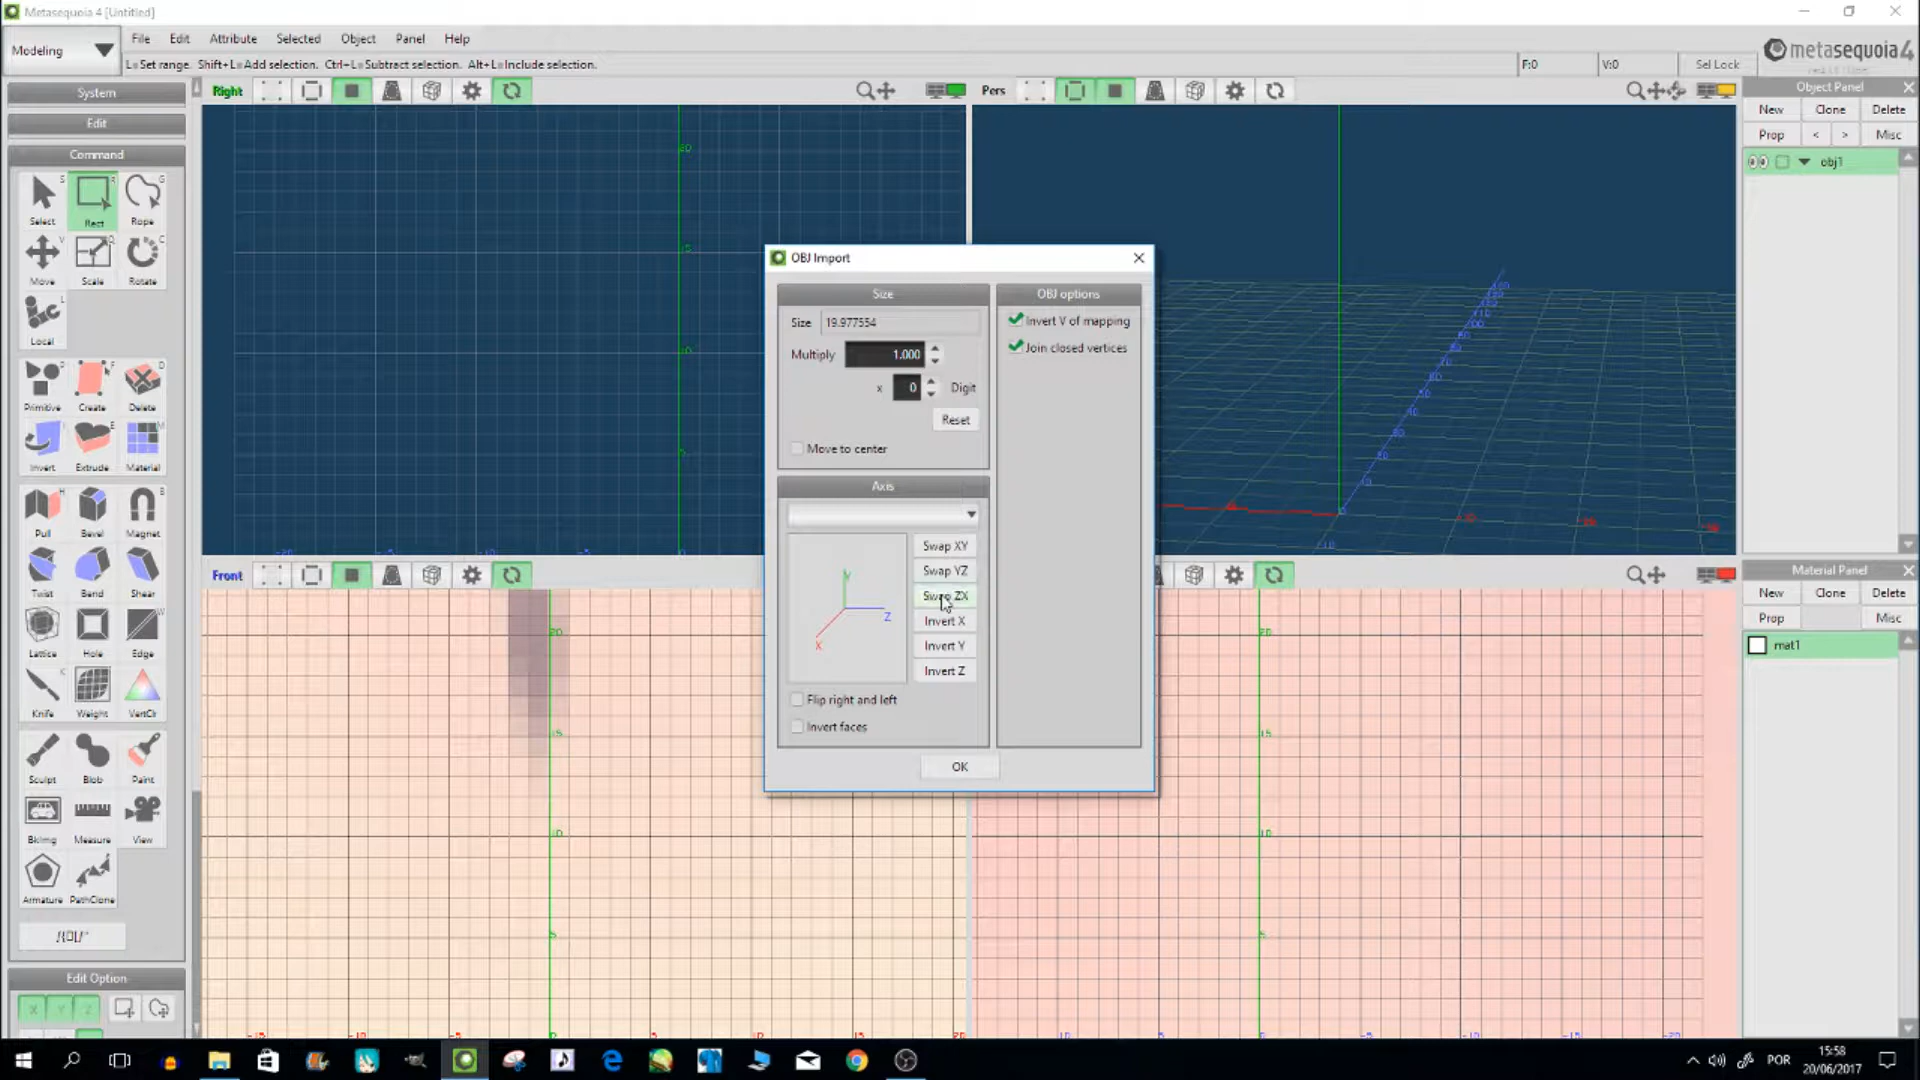 Metasequoia 4 [Untitled]
Modeling
File Edit Attribute Selected Object Panel Help
L=Set range. Shift+L=Add selection. Ctrl+L=Subtract selection. Alt+L=Include selection.
F:0 V:0 Sel Lock
metasequoia4
System
Edit
Command
Select Rect Rope
Move Scale Rotate
Local
Primitive Create Delete
Invert Extrude Material
Pull Bevel Magnet
Twist Bend Shear
Lattice Hole Edge
Knife Weight VertClr
Sculpt Blob Paint
BkImg Measure View
Armature PathClone
Edit Option
X Y Z
Right
Pers
Front
OBJ Import
Size
Size 19.977554
Multiply 1.000
x 0 Digit
Reset
Move to center
OBJ options
Invert V of mapping
Join closed vertices
Axis
Swap XY
Swap YZ
Swap ZX
Invert X
Invert Y
Invert Z
Y
Z
X
Flip right and left
Invert faces
OK
Object Panel
New Clone Delete
Prop < > Misc
obj1
Material Panel
New Clone Delete
Prop Misc
mat1
POR
15:58
20/06/2017